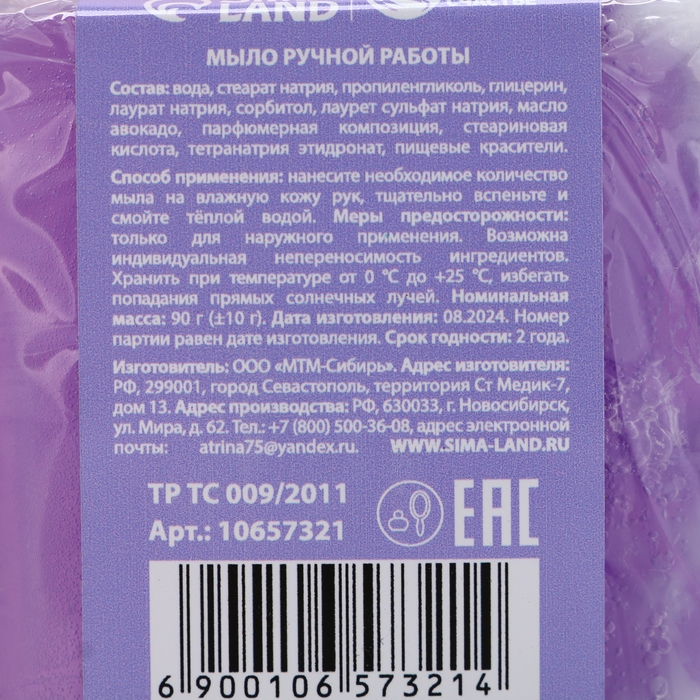 LAND
МЫЛО РУЧНОЙ РАБОТЫ
Состав: вода, стеарат натрия, пропиленгликоль, глицерин,
лаурат натрия, сорбитол, лаурет сульфат натрия, масло
авокадо, парфюмерная композиция, стеариновая
кислота, тетранатрия этидронат, пищевые красители.
Способ применения: нанесите необходимое количество
мыла на влажную кожу рук, тщательно вспеньте и
смойте тёплой водой. Меры предосторожности:
только для наружного применения. Возможна
индивидуальная непереносимость ингредиентов.
Хранить при температуре от 0 °С до +25 °С, избегать
попадания прямых солнечных лучей. Номинальная
масса: 90 г (±10 г). Дата изготовления: 08.2024. Номер
партии равен дате изготовления. Срок годности: 2 года.
Изготовитель: ООО «МТМ-Сибирь». Адрес изготовителя:
РФ, 299001, город Севастополь, территория Ст Медик-7,
дом 13. Адрес производства: РФ, 630033, г. Новосибирск,
ул. Мира, д. 62. Тел.: +7 (800) 500-36-08, адрес электронной
почты: atrina75@yandex.ru. WWW.SIMA-LAND.RU
ТР ТС 009/2011
Арт.: 10657321
EAC
6 900106 573214